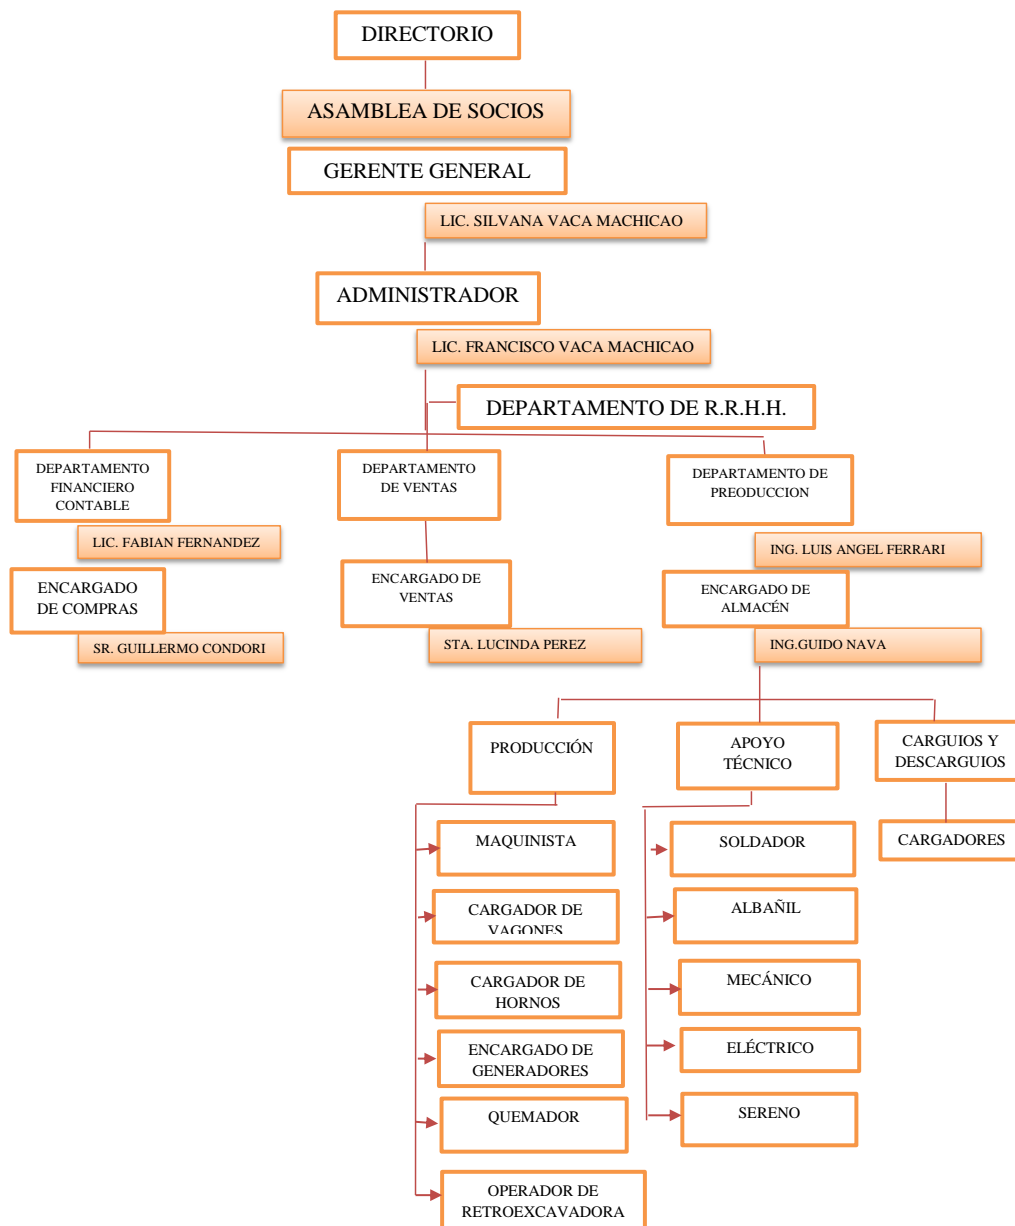 DIRECTORIO
ASAMBLEA DE SOCIOS
GERENTE GENERAL
LIC. SILVANA VACA MACHICAO
ADMINISTRADOR
LIC. FRANCISCO VACA MACHICAO
DEPARTAMENTO DE R.R.H.H.
DEPARTAMENTO
FINANCIERO
CONTABLE
LIC. FABIAN FERNANDEZ
ENCARGADO
DE COMPRAS
SR. GUILLERMO CONDORI
DEPARTAMENTO
DE VENTAS
ENCARGADO DE
VENTAS
STA. LUCINDA PEREZ
DEPARTAMENTO DE
PREODUCCION
ING. LUIS ANGEL FERRARI
ENCARGADO DE
ALMACÉN
ING.GUIDO NAVA
PRODUCCIÓN
MAQUINISTA
CARGADOR DE
VAGONES
CARGADOR DE
HORNOS
ENCARGADO DE
GENERADORES
QUEMADOR
OPERADOR DE
RETROEXCAVADORA
APOYO
TÉCNICO
SOLDADOR
ALBAÑIL
MECÁNICO
ELÉCTRICO
SERENO
CARGUIOS Y
DESCARGUIOS
CARGADORES